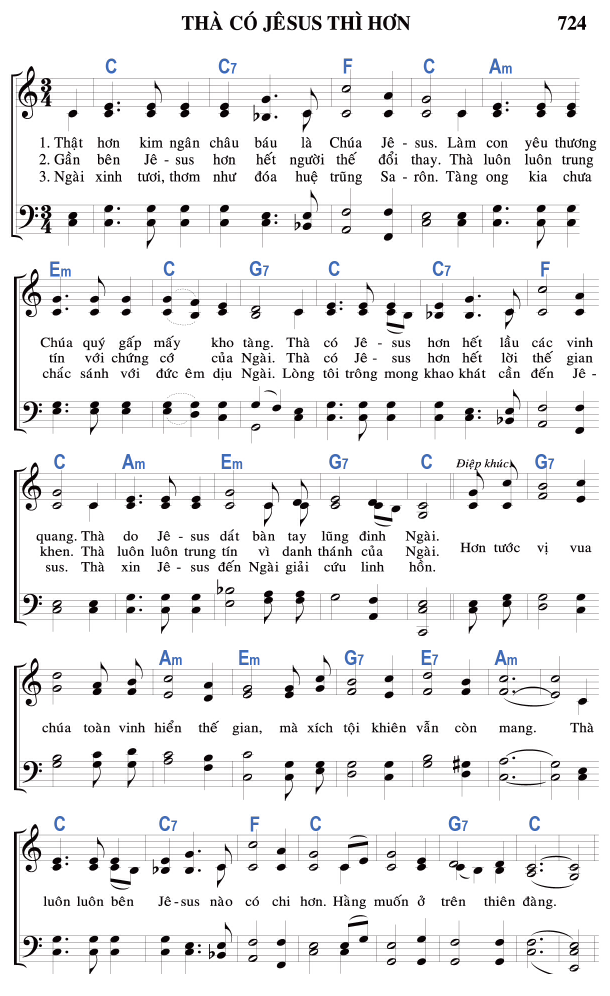 THÀ CÓ JÊSUS THÌ HƠN 724
C C7 F C Am
3 4
1. Thật hơn kim ngân châu báu là Chúa Jê - sus. Làm con yêu thương
2. Gần bên Jê - sus hơn hết người thế đổi thay. Thà luôn luôn trung
3. Ngài xinh tươi, thơm như đóa huệ trũng Sa - rôn. Tàng ong kia chưa
3 4
Em C G7 C C7 F
Chúa quý gấp mấy kho tàng. Thà có Jê - sus hơn hết lầu các vinh
tín với chứng cớ của Ngài. Thà có Jê - sus hơn hết lời thế gian
chắc sánh với đức êm dịu Ngài. Lòng tôi trông mong khao khát cần đến Jê -
C Am Em G7 C Điệp khúc G7
quang. Thà do Jê - sus dắt bàn tay lũng đinh Ngài.
khen. Thà luôn luôn trung tín vì danh thánh của Ngài. Hơn tước vị vua
sus. Thà xin Jê - sus đến Ngài giải cứu linh hồn.
Am Em G7 E7 Am
chúa toàn vinh hiển thế gian, mà xích tội khiên vẫn còn mang. Thà
C C7 F C G7 C
luôn luôn bên Jê - sus nào có chi hơn. Hằng muốn ở trên thiên đàng.